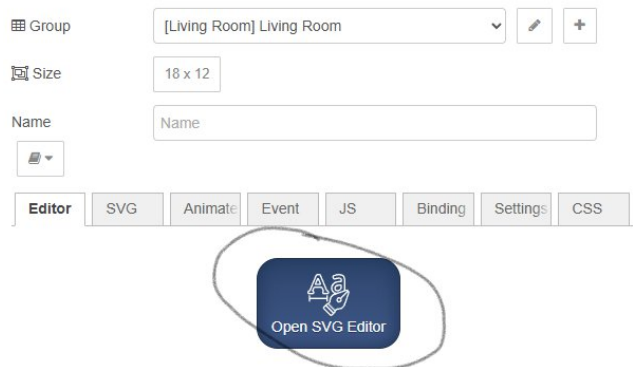 Group [Living Room] Living Room
Size 18 x 12
Name Name
Editor SVG Animate Event JS Binding Settings CSS
Aa
Open SVG Editor